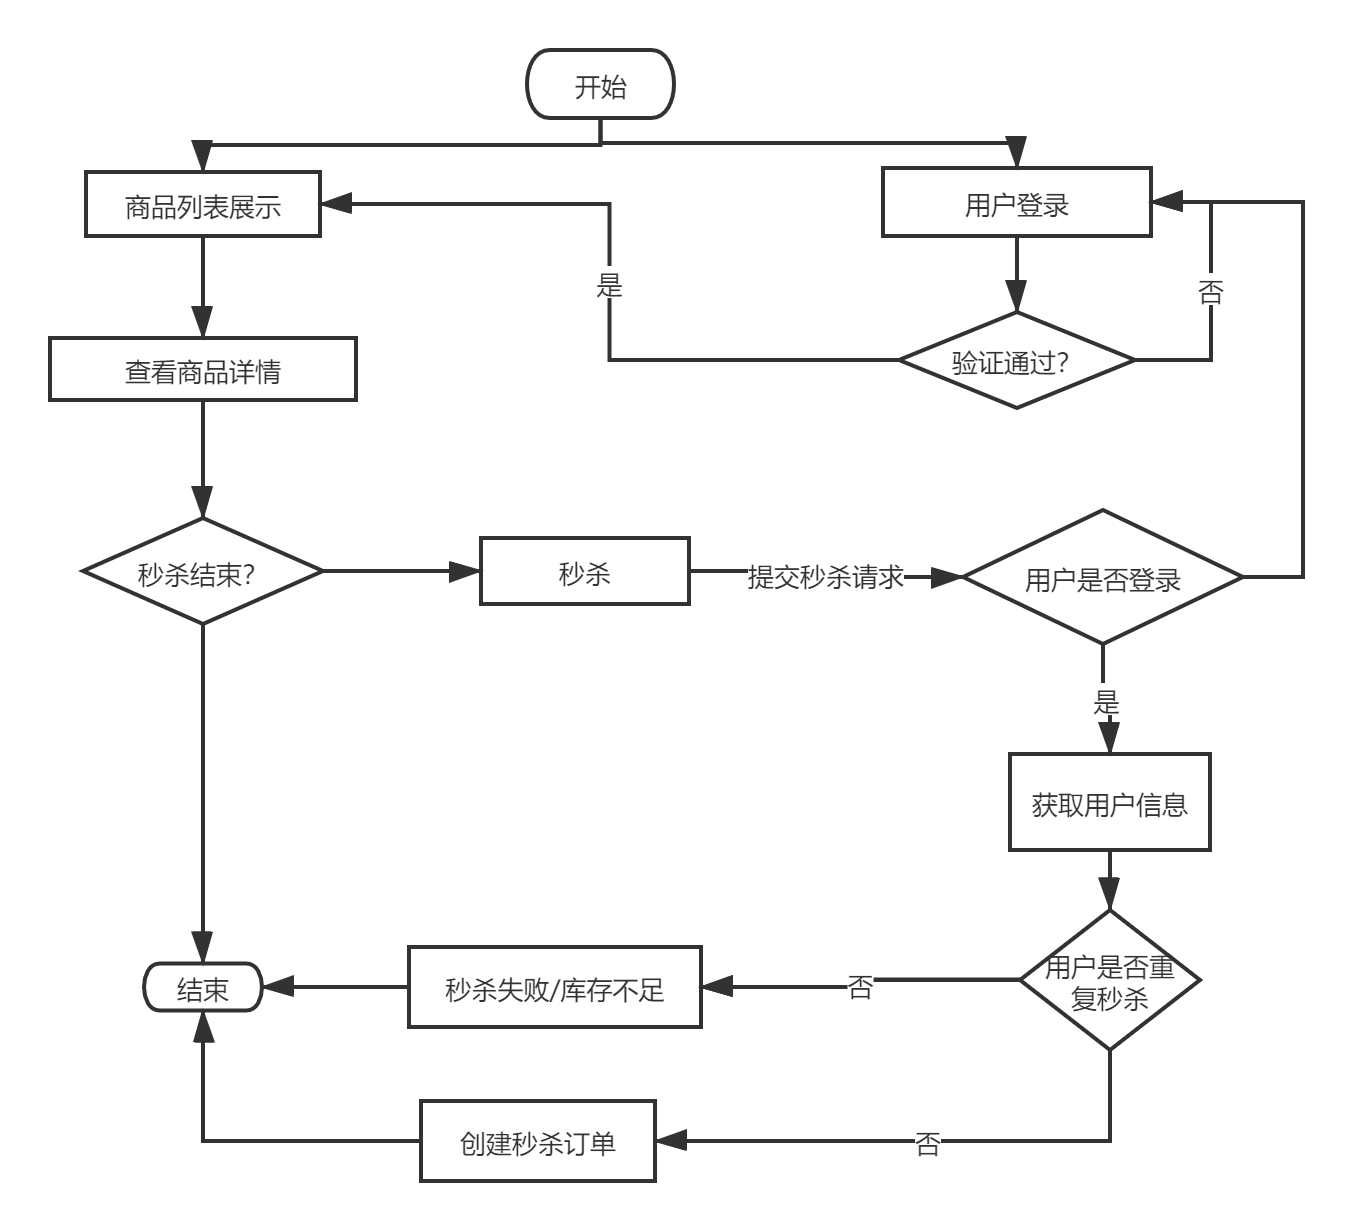 开始
商品列表展示
用户登录
是
否
查看商品详情
验证通过？
秒杀结束？
秒杀
提交秒杀请求
用户是否登录
是
获取用户信息
用户是否重
复秒杀
否
秒杀失败/库存不足
结束
创建秒杀订单
否